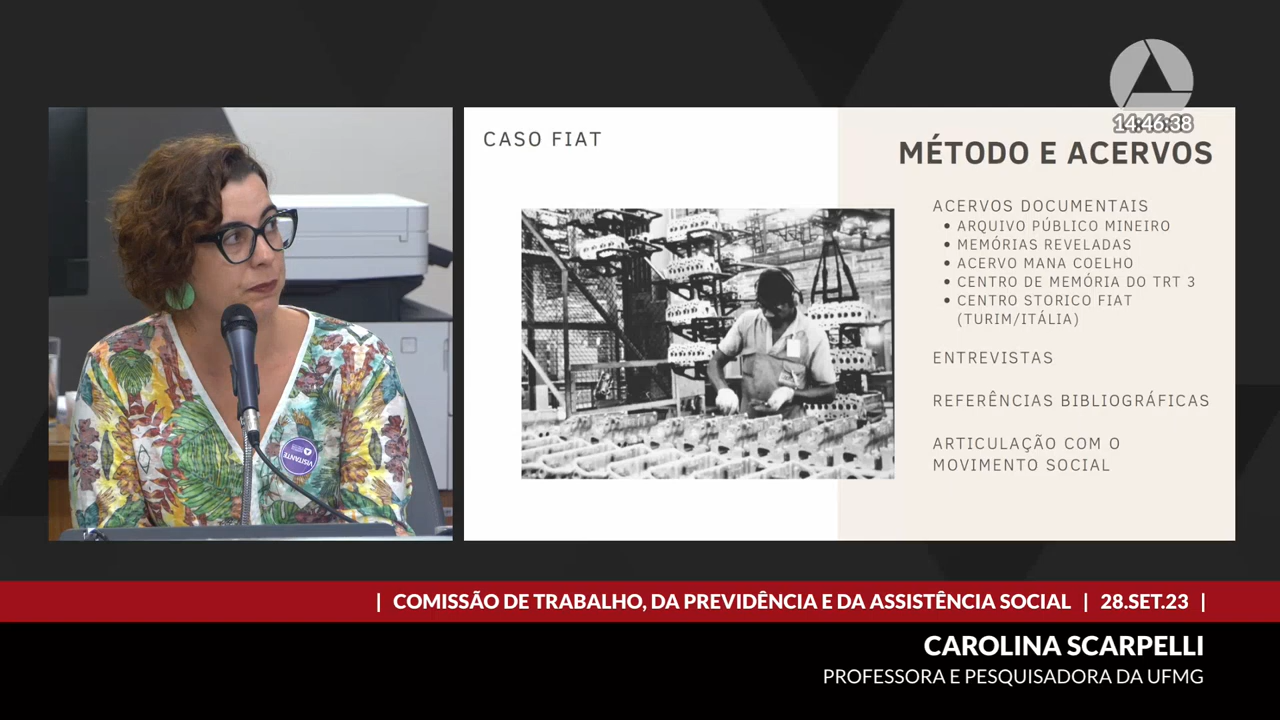 14:46:38
CASO FIAT
MÉTODO E ACERVOS
ACERVOS DOCUMENTAIS
• ARQUIVO PÚBLICO MINEIRO
• MEMÓRIAS REVELADAS
• ACERVO MANA COELHO
• CENTRO DE MEMÓRIA DO TRT 3
• CENTRO STORICO FIAT
(TURIM/ITÁLIA)
ENTREVISTAS
REFERÊNCIAS BIBLIOGRÁFICAS
ARTICULAÇÃO COM O
MOVIMENTO SOCIAL
VISITANTE
| COMISSÃO DE TRABALHO, DA PREVIDÊNCIA E DA ASSISTÊNCIA SOCIAL | 28.SET.23 |
CAROLINA SCARPELLI
PROFESSORA E PESQUISADORA DA UFMG